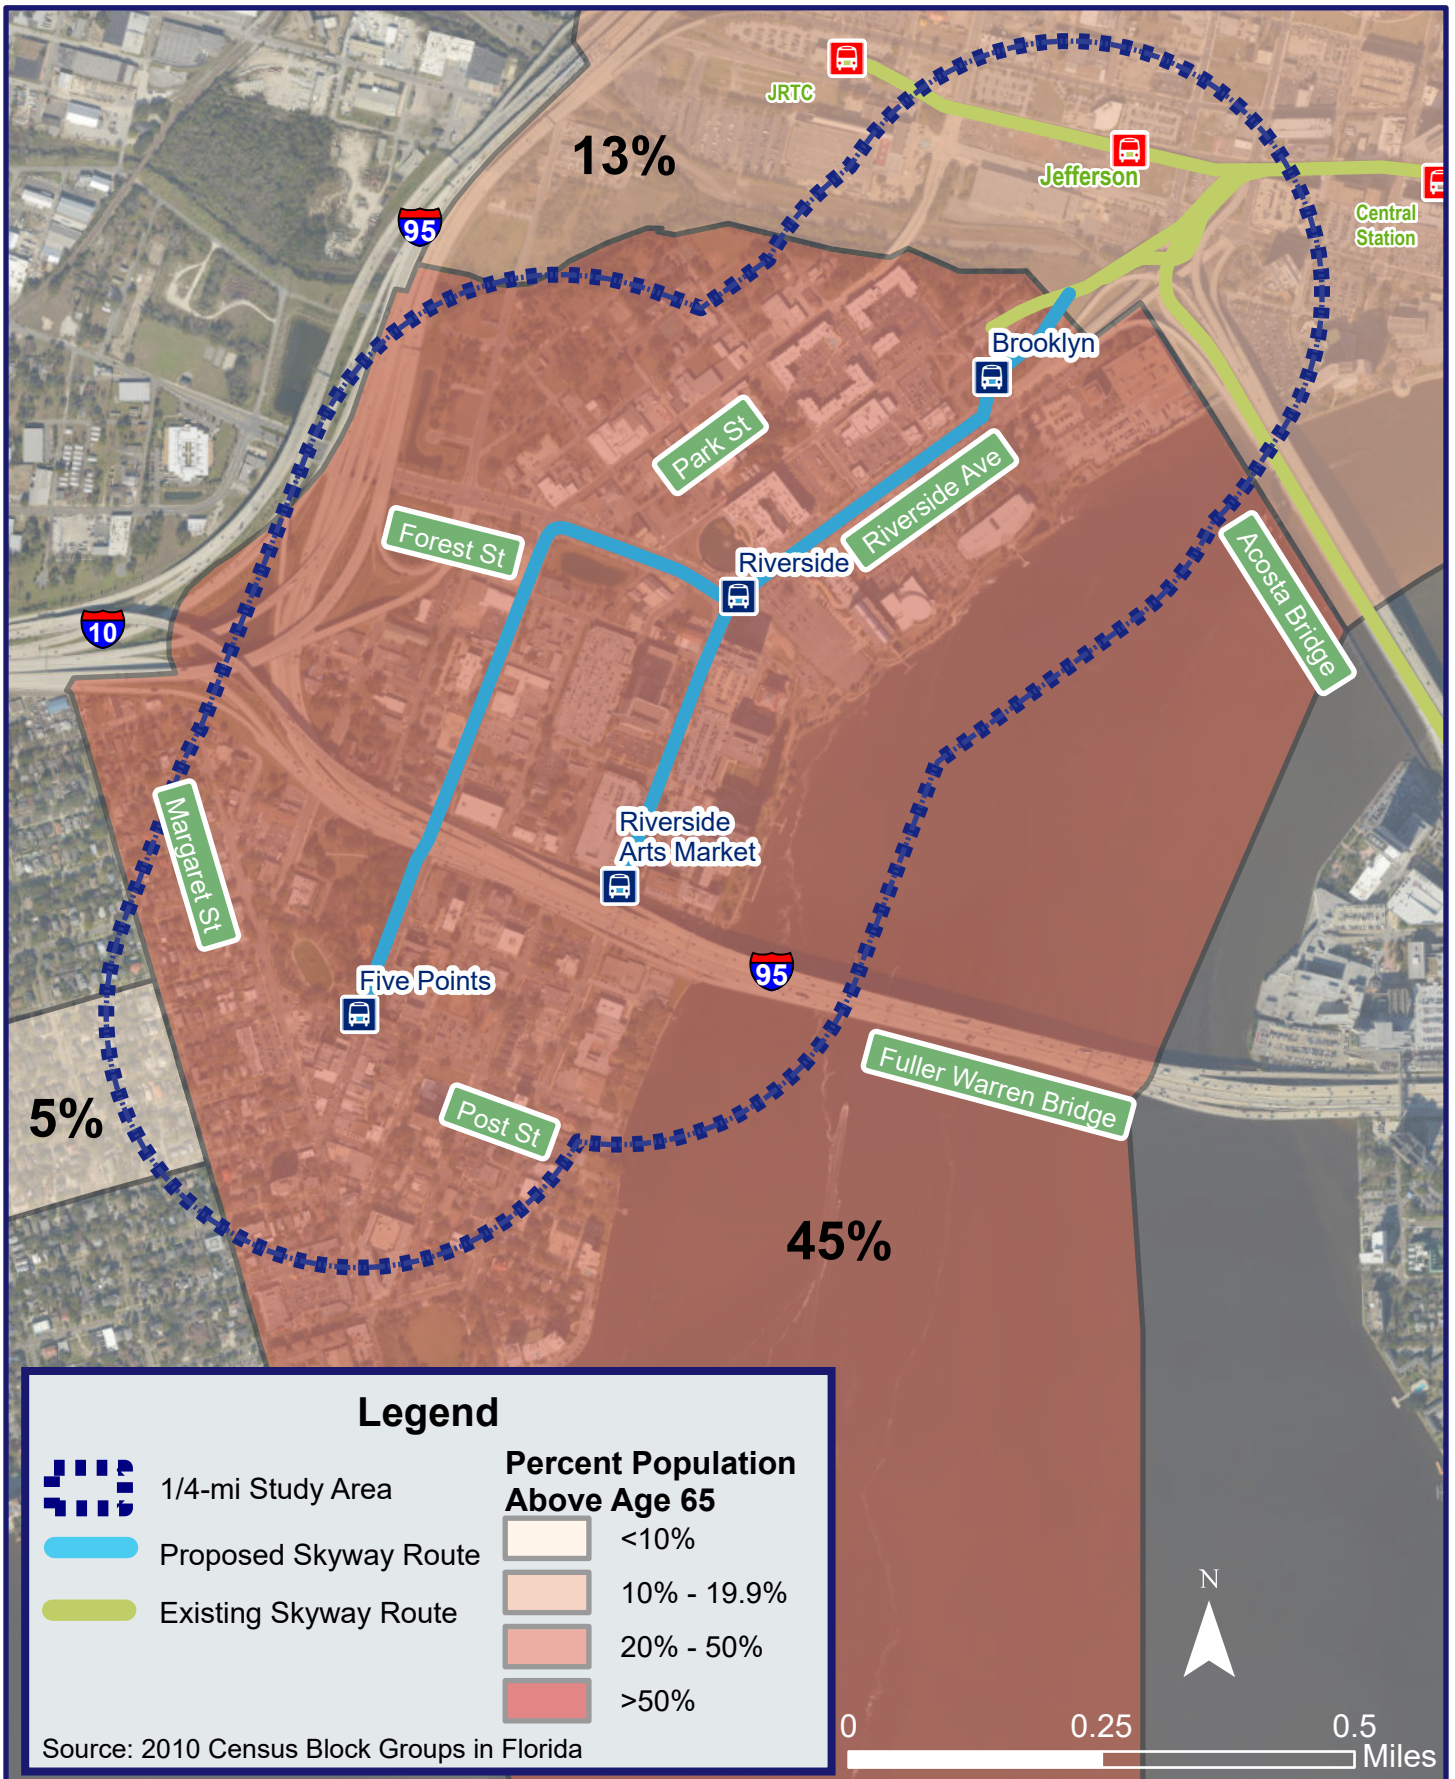 JRTC
13%
Jefferson
Central
Station
95
Brooklyn
Park St
Riverside Ave
Forest St
Riverside
Acosta Bridge
10
Margaret St
Riverside
Arts Market
95
Five Points
Fuller Warren Bridge
5%
Post St
45%
Legend
1/4-mi Study Area
Proposed Skyway Route
Existing Skyway Route
Percent Population
Above Age 65
<10%
10% - 19.9%
20% - 50%
>50%
Source: 2010 Census Block Groups in Florida
N
0 0.25 0.5
Miles